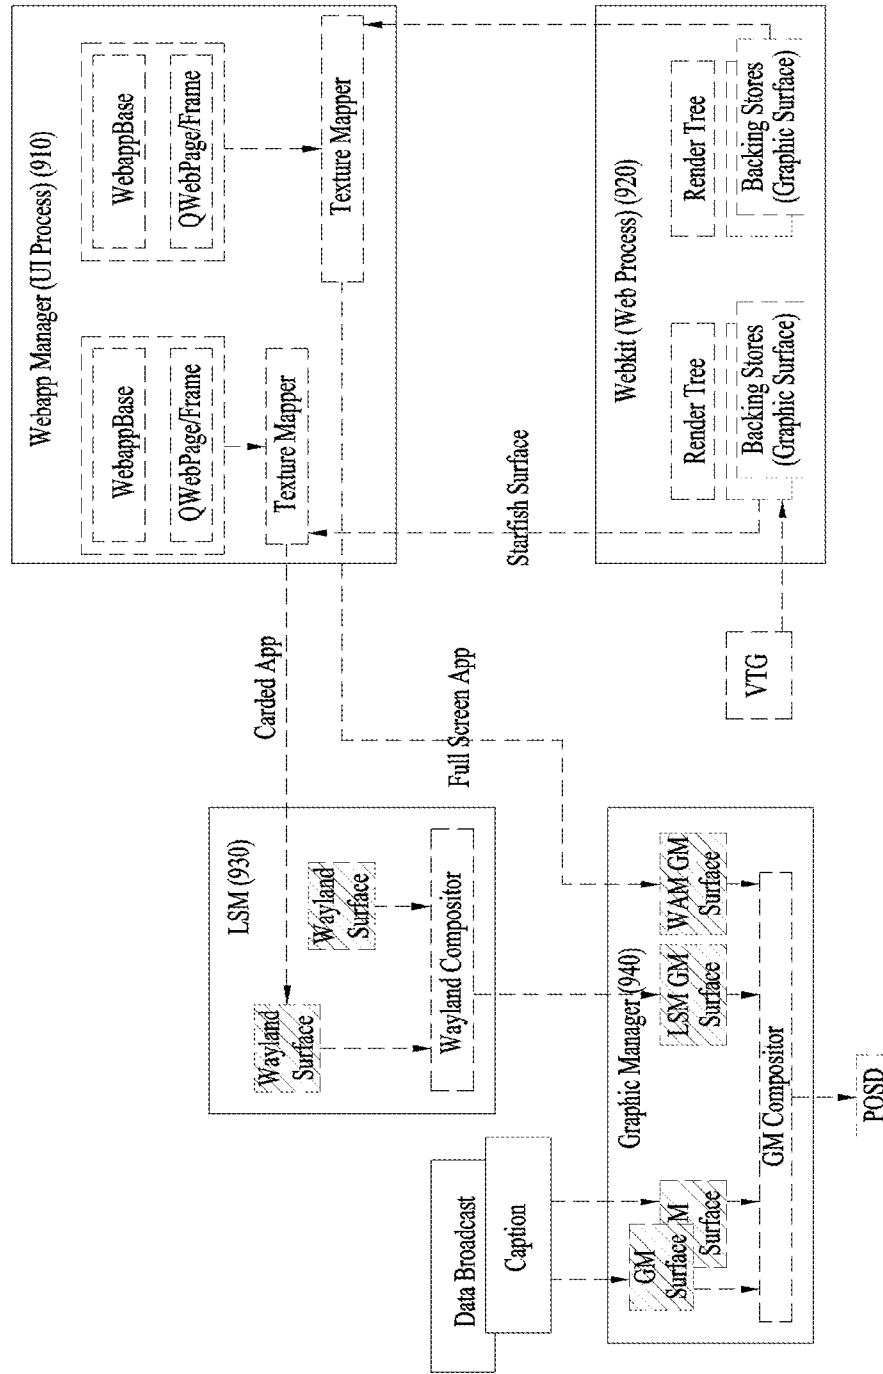 Webapp Manager (UI Process) (910)
WebappBase
QWebPage/Frame
Texture Mapper
WebappBase
QWebPage/Frame
Texture Mapper
Carded App
Full Screen App
Starfish Surface
Webkit (Web Process) (920)
Render Tree
Backing Stores
(Graphic Surface)
Render Tree
Backing Stores
(Graphic Surface)
VTG
LSM (930)
Wayland
Surface
Wayland
Surface
Wayland Compositor
Data Broadcast
Caption
Graphic Manager (940)
GM
Surface
M
Surface
LSM GM
Surface
WAM GM
Surface
GM Compositor
POSD